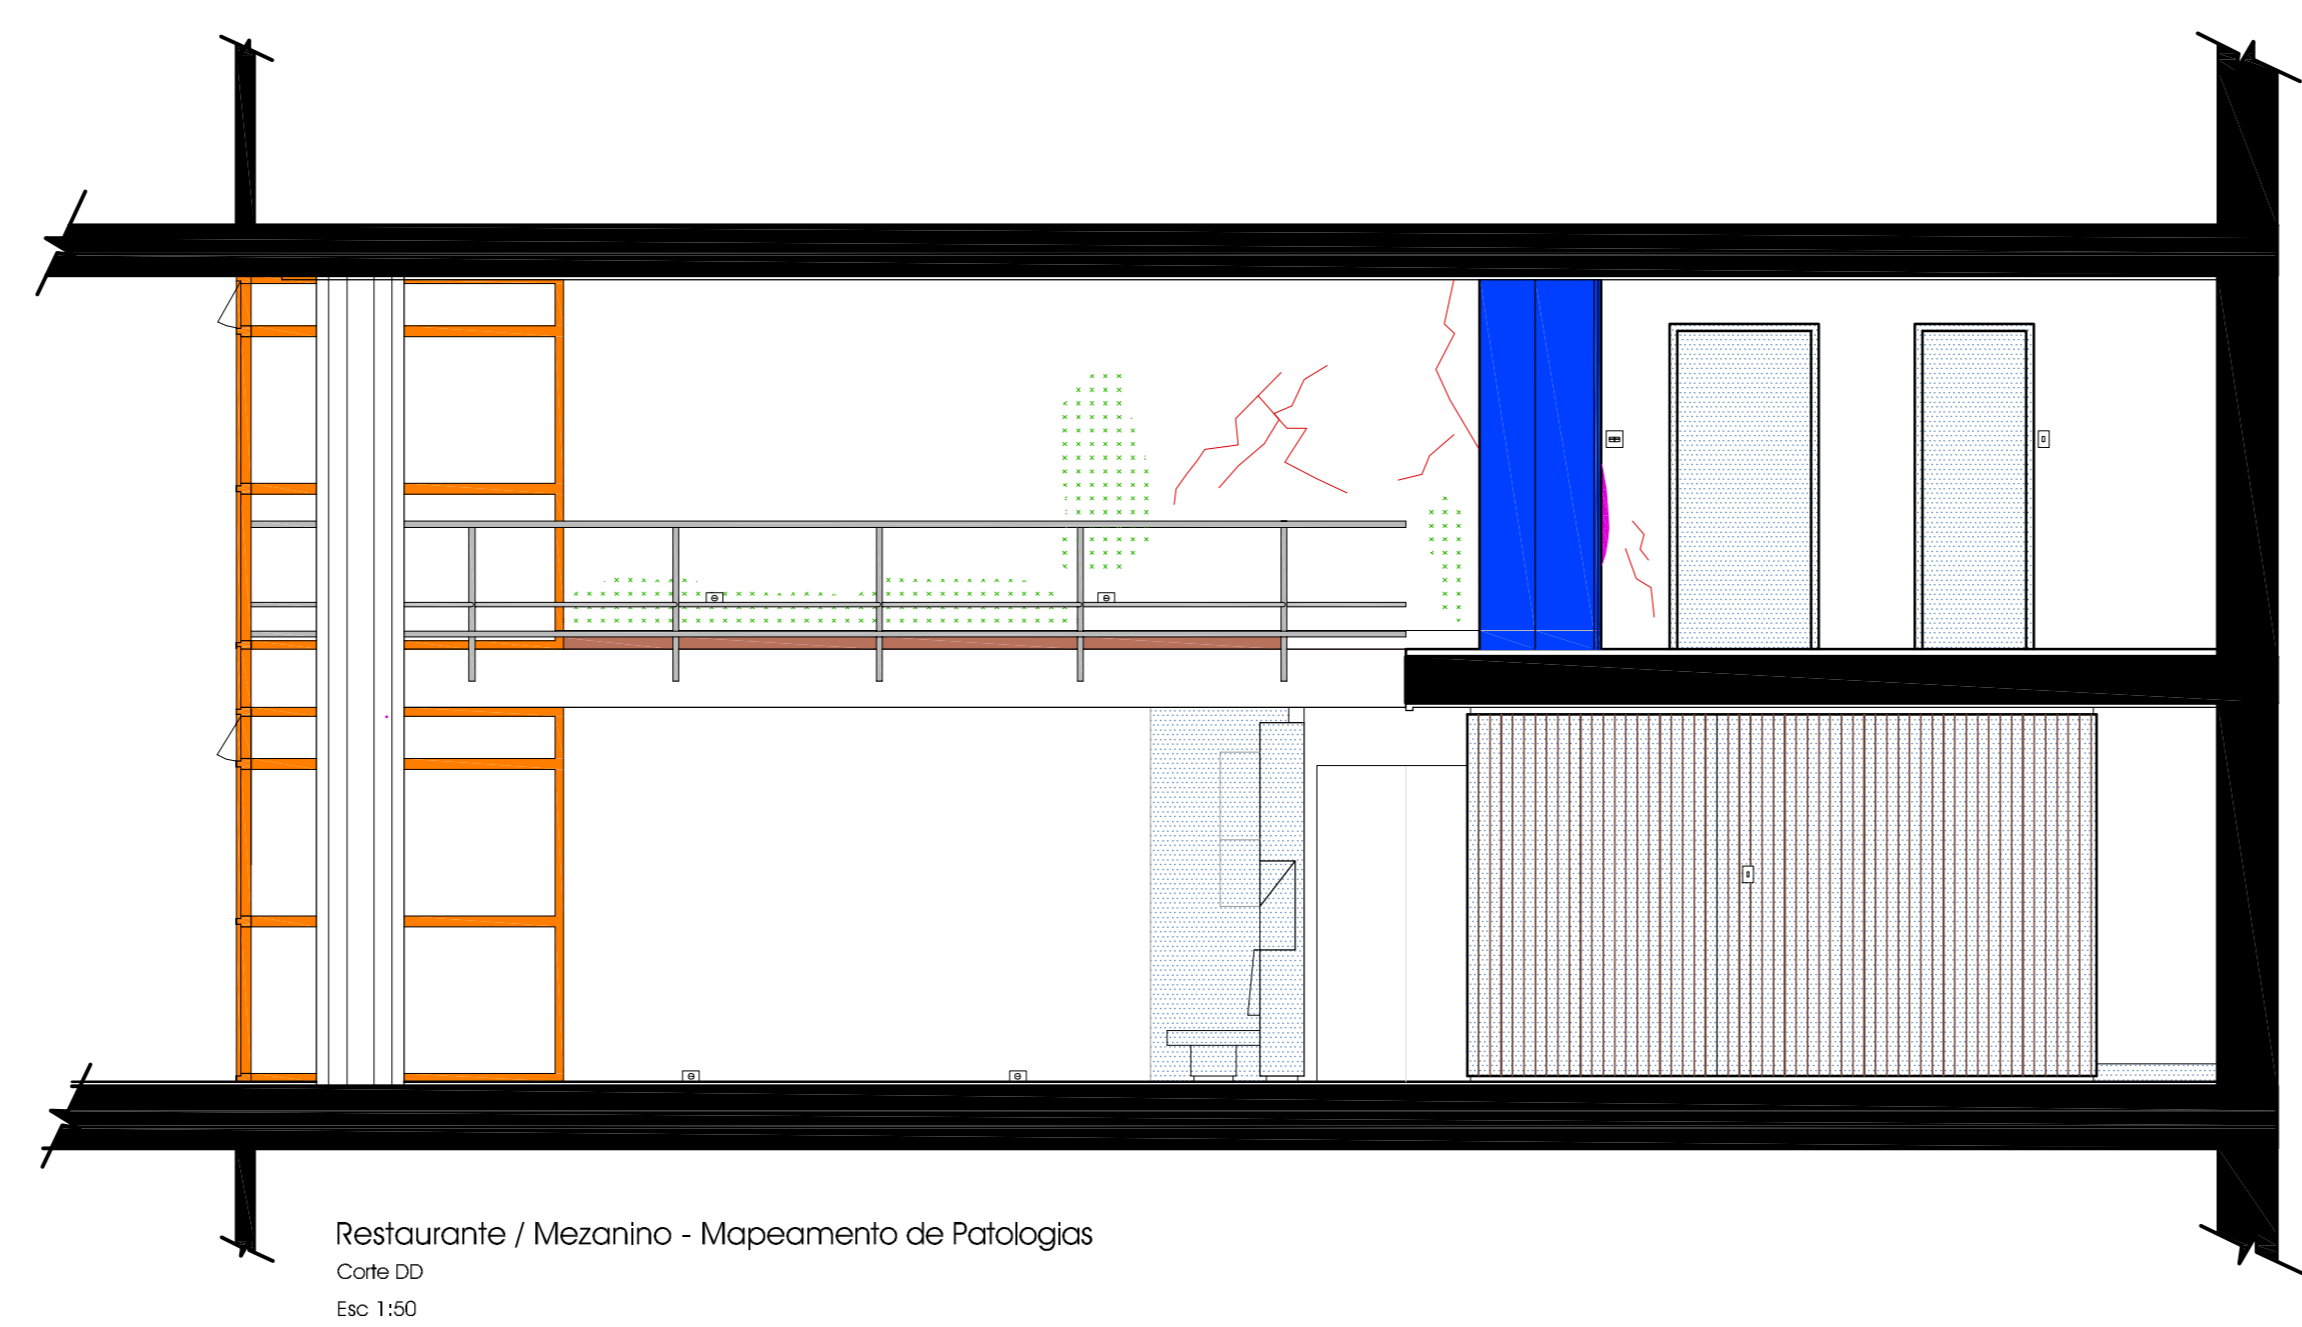 Restaurante / Mezanino - Mapeamento de Patologias
Corte DD
Esc 1:50